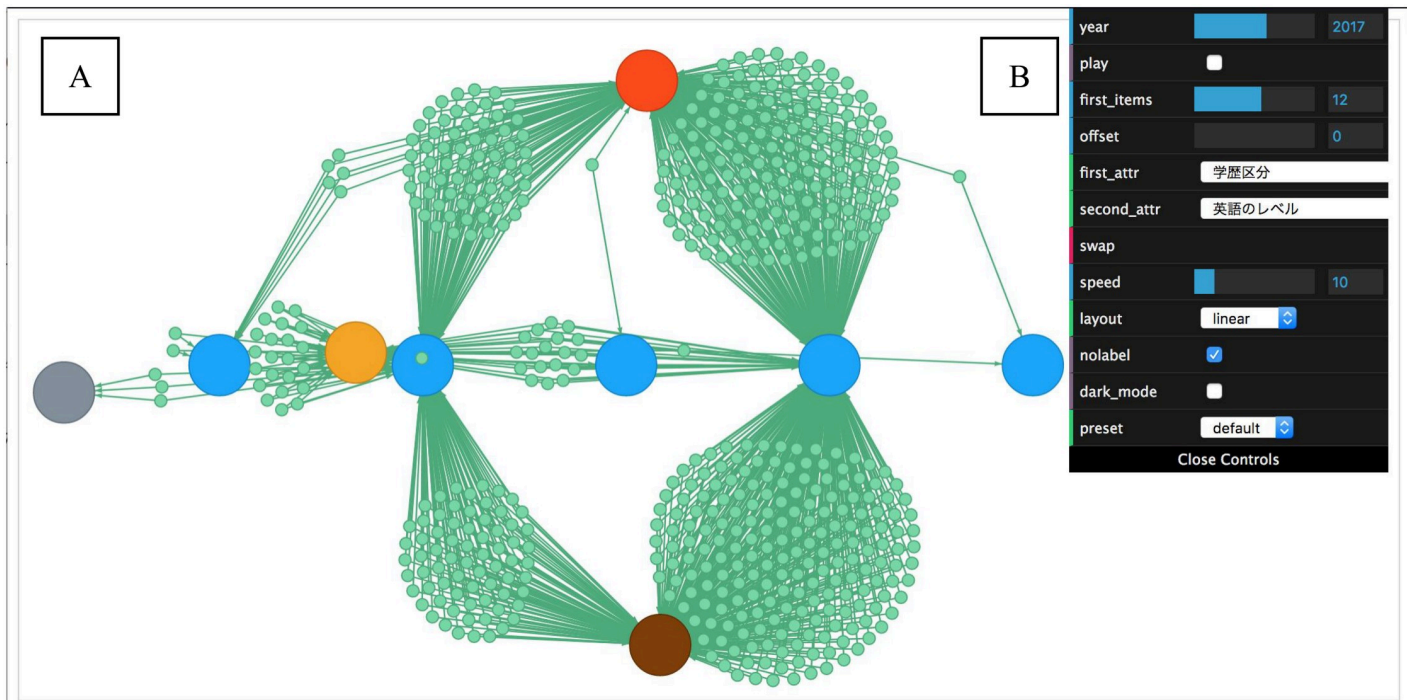 A
B
year 2017
play
first_items 12
offset 0
first_attr 学歴区分
second_attr 英語のレベル
swap
speed 10
layout linear
nolabel
dark_mode
preset default
Close Controls